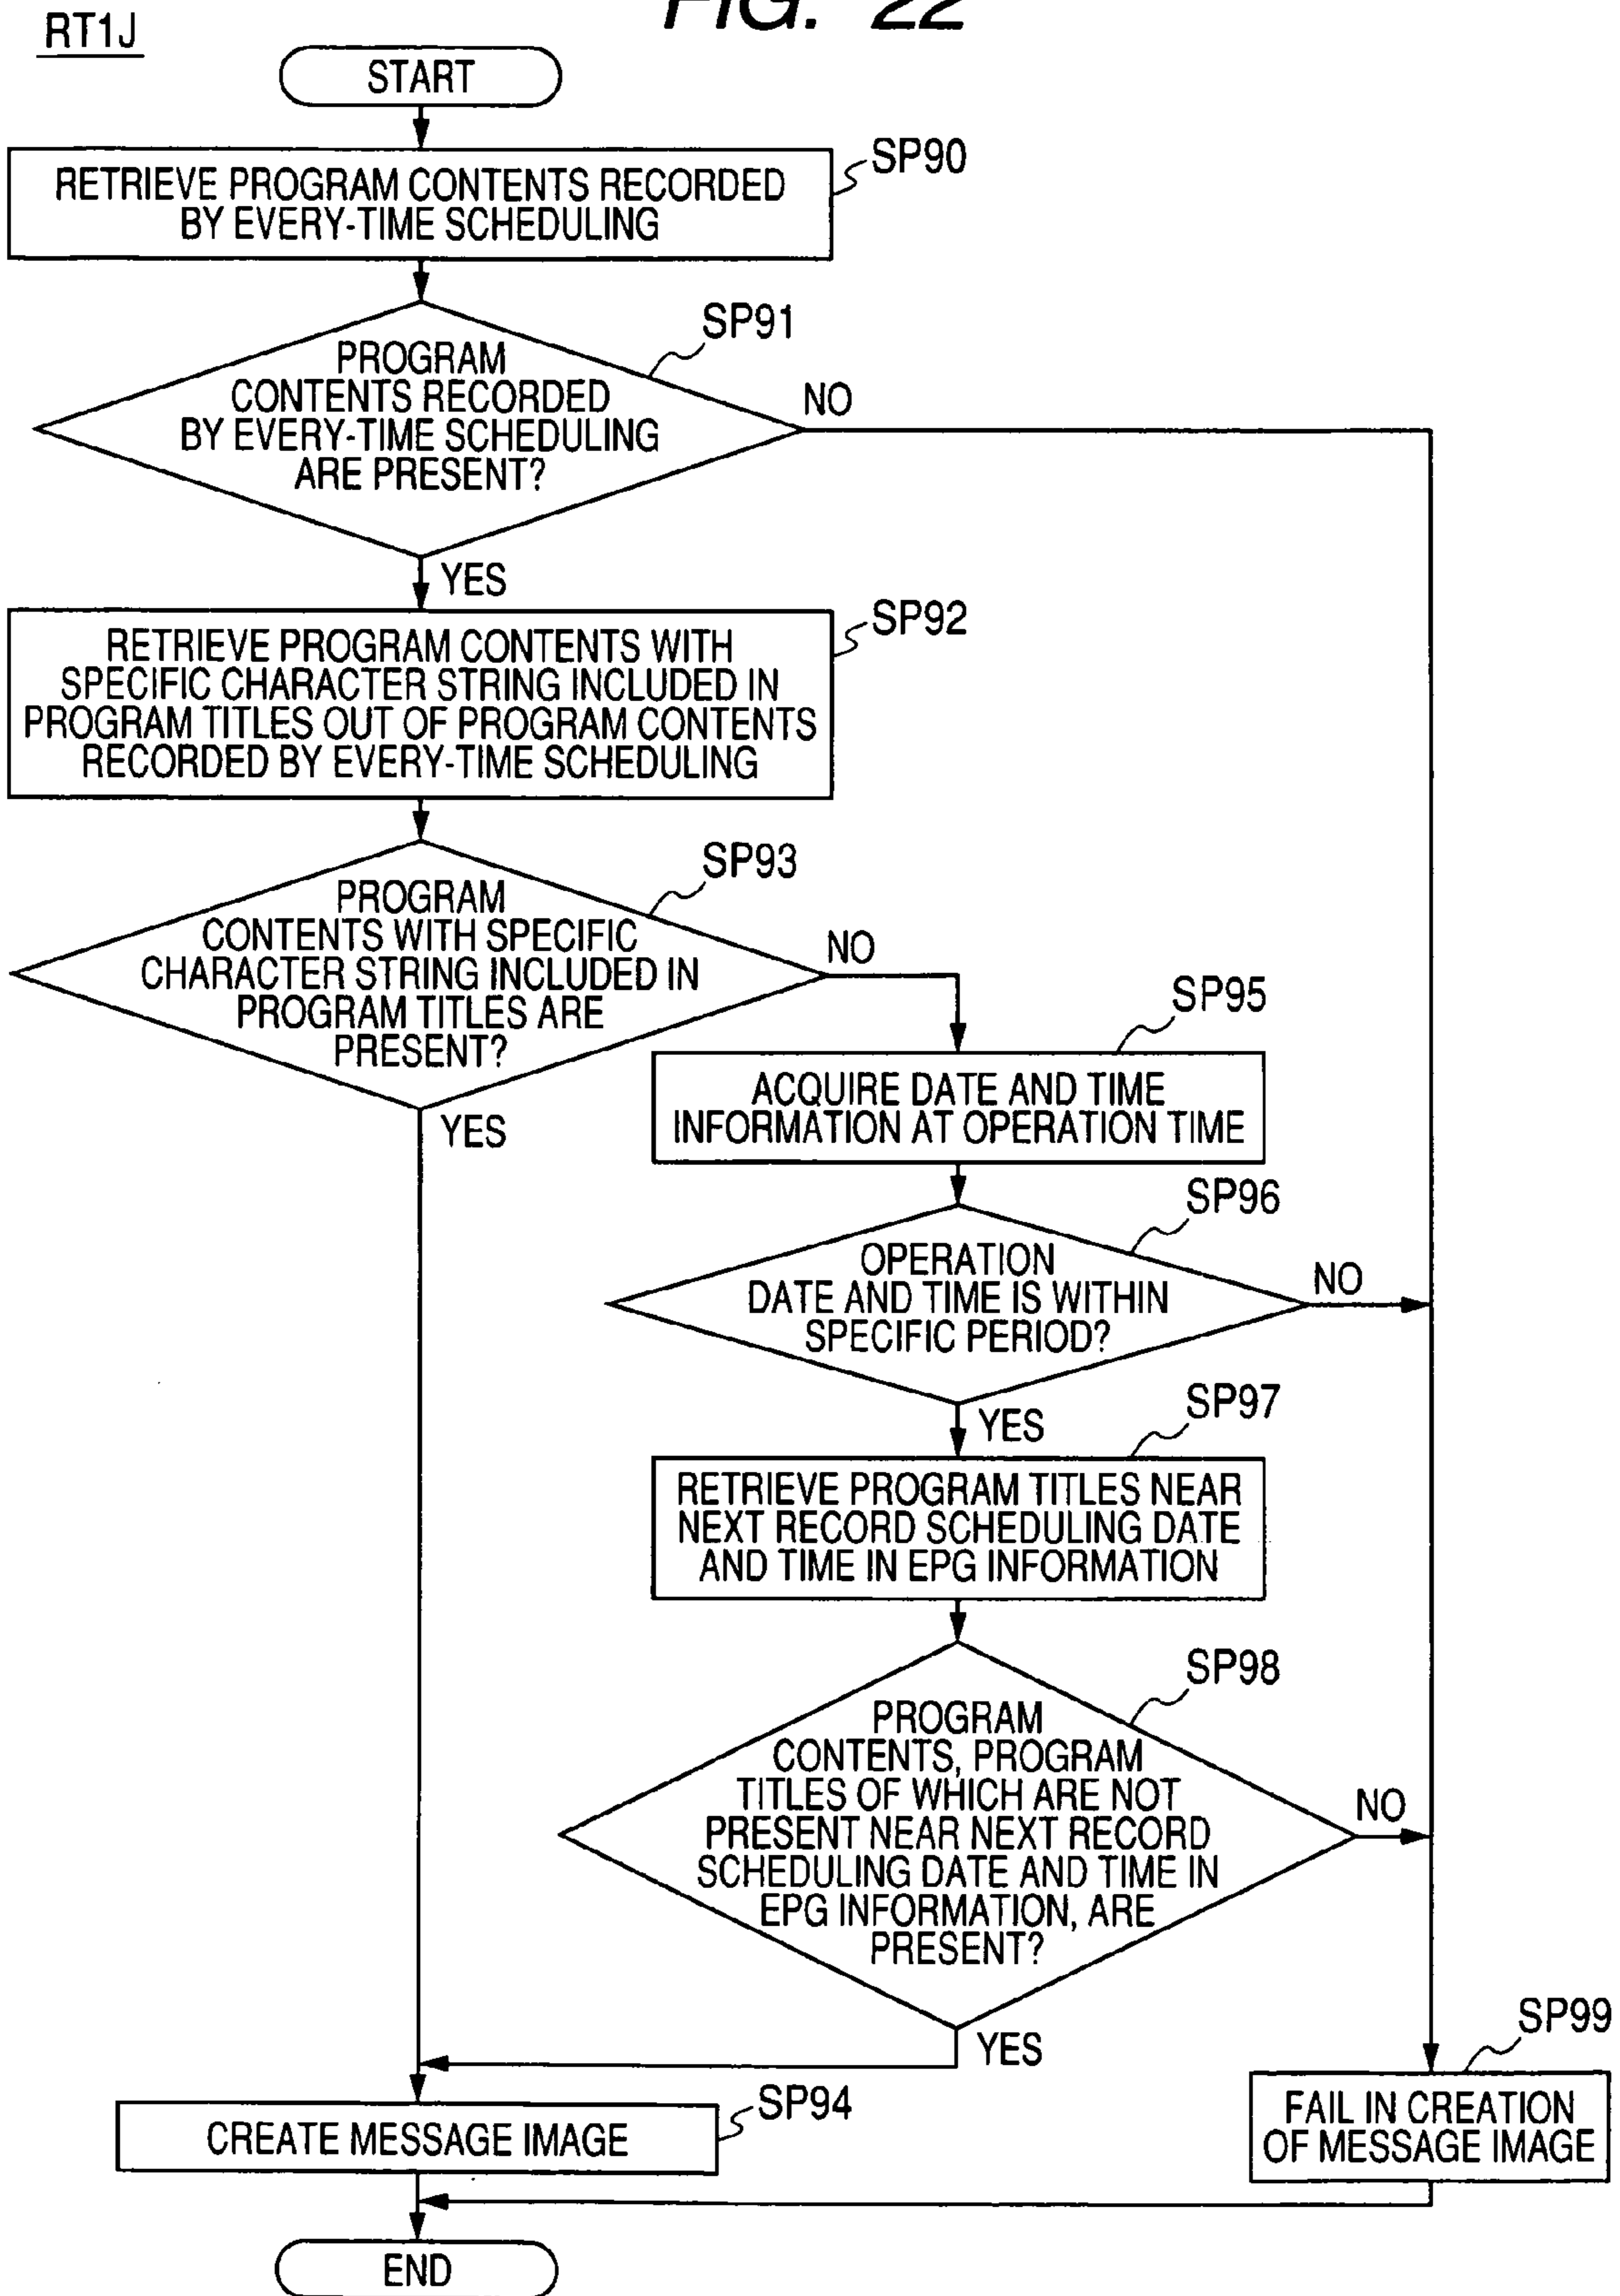 FIG. 22
RT1J
START
SP90
RETRIEVE PROGRAM CONTENTS RECORDED
BY EVERY-TIME SCHEDULING
SP91
PROGRAM
CONTENTS RECORDED
BY EVERY-TIME SCHEDULING
ARE PRESENT?
NO
YES
SP92
RETRIEVE PROGRAM CONTENTS WITH
SPECIFIC CHARACTER STRING INCLUDED IN
PROGRAM TITLES OUT OF PROGRAM CONTENTS
RECORDED BY EVERY-TIME SCHEDULING
SP93
PROGRAM
CONTENTS WITH SPECIFIC
CHARACTER STRING INCLUDED IN
PROGRAM TITLES ARE
PRESENT?
NO
YES
SP95
ACQUIRE DATE AND TIME
INFORMATION AT OPERATION TIME
SP96
OPERATION
DATE AND TIME IS WITHIN
SPECIFIC PERIOD?
NO
YES
SP97
RETRIEVE PROGRAM TITLES NEAR
NEXT RECORD SCHEDULING DATE
AND TIME IN EPG INFORMATION
SP98
PROGRAM
CONTENTS, PROGRAM
TITLES OF WHICH ARE NOT
PRESENT NEAR NEXT RECORD
SCHEDULING DATE AND TIME IN
EPG INFORMATION, ARE
PRESENT?
NO
YES
SP99
FAIL IN CREATION
OF MESSAGE IMAGE
SP94
CREATE MESSAGE IMAGE
END